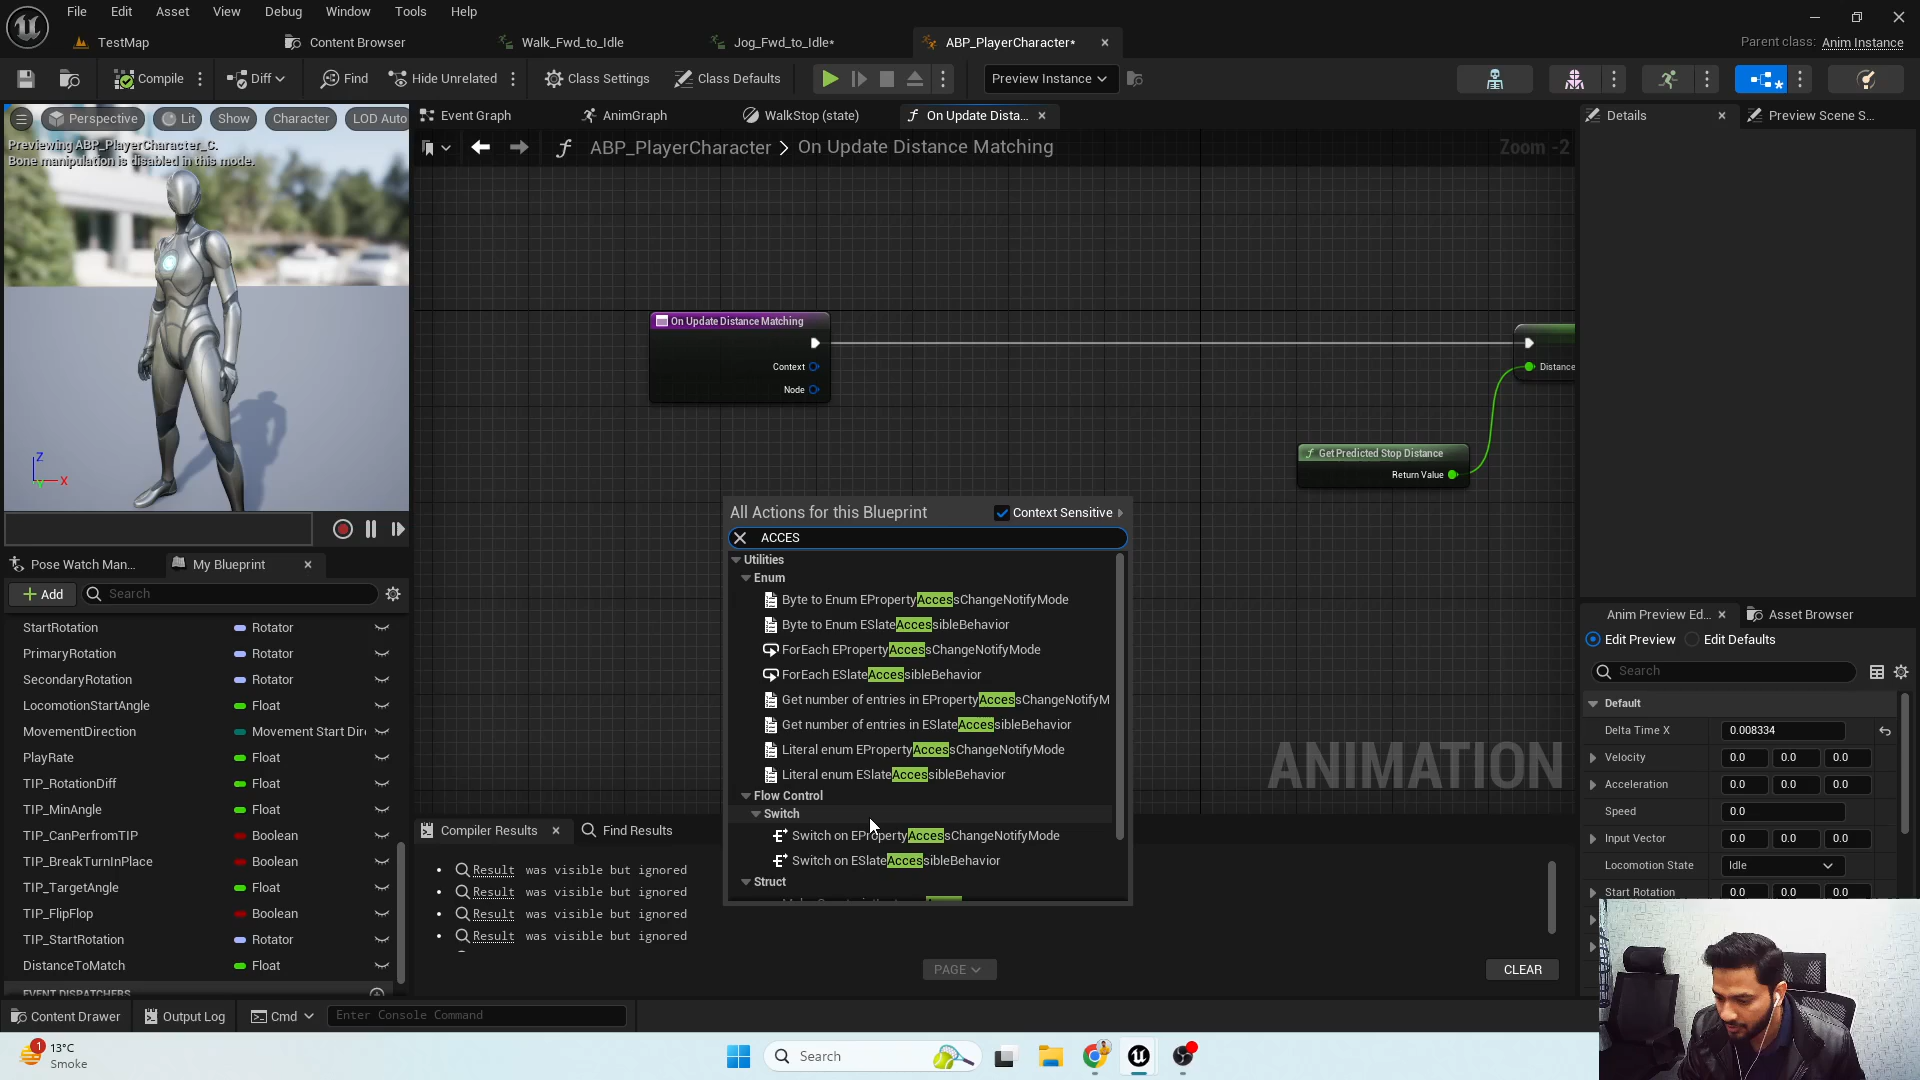 File Edit Asset View Debug Window Tools Help
TestMap Content Browser Walk_Fwd_to_Idle Jog_Fwd_to_Idle* ABP_PlayerCharacter* Parent class: Anim Instance
Compile Diff Find Hide Unrelated Class Settings Class Defaults Preview Instance
Perspective Lit Show Character LOD Auto
Previewing ABP_PlayerCharacter_C.
Bone manipulation is disabled in this mode.
Z
X
Event Graph AnimGraph WalkStop (state) On Update Dista...
ABP_PlayerCharacter > On Update Distance Matching
Zoom -2
On Update Distance Matching
Context
Node
Distance
Get Predicted Stop Distance
Return Value
ANIMATION
All Actions for this Blueprint Context Sensitive
ACCES
Utilities
Enum
Byte to Enum EPropertyAccessChangeNotifyMode
Byte to Enum ESlateAccessibleBehavior
ForEach EPropertyAccessChangeNotifyMode
ForEach ESlateAccessibleBehavior
Get number of entries in EPropertyAccessChangeNotifyM
Get number of entries in ESlateAccessibleBehavior
Literal enum EPropertyAccessChangeNotifyMode
Literal enum ESlateAccessibleBehavior
Flow Control
Switch
Switch on EPropertyAccessChangeNotifyMode
Switch on ESlateAccessibleBehavior
Struct
Pose Watch Man... My Blueprint
Add Search
StartRotation Rotator
PrimaryRotation Rotator
SecondaryRotation Rotator
LocomotionStartAngle Float
MovementDirection Movement Start Dir
PlayRate Float
TIP_RotationDiff Float
TIP_MinAngle Float
TIP_CanPerfromTIP Boolean
TIP_BreakTurnInPlace Boolean
TIP_TargetAngle Float
TIP_FlipFlop Boolean
TIP_StartRotation Rotator
DistanceToMatch Float
EVENT DISPATCHERS
Compiler Results Find Results
Result was visible but ignored
Result was visible but ignored
Result was visible but ignored
Result was visible but ignored
PAGE CLEAR
Details Preview Scene S...
Anim Preview Ed... Asset Browser
Edit Preview Edit Defaults
Search
Default
Delta Time X 0.008334
Velocity 0.0 0.0 0.0
Acceleration 0.0 0.0 0.0
Speed 0.0
Input Vector 0.0 0.0 0.0
Locomotion State Idle
Start Rotation 0.0 0.0 0.0
Content Drawer Output Log Cmd Enter Console Command
1 13°C
Smoke
Search